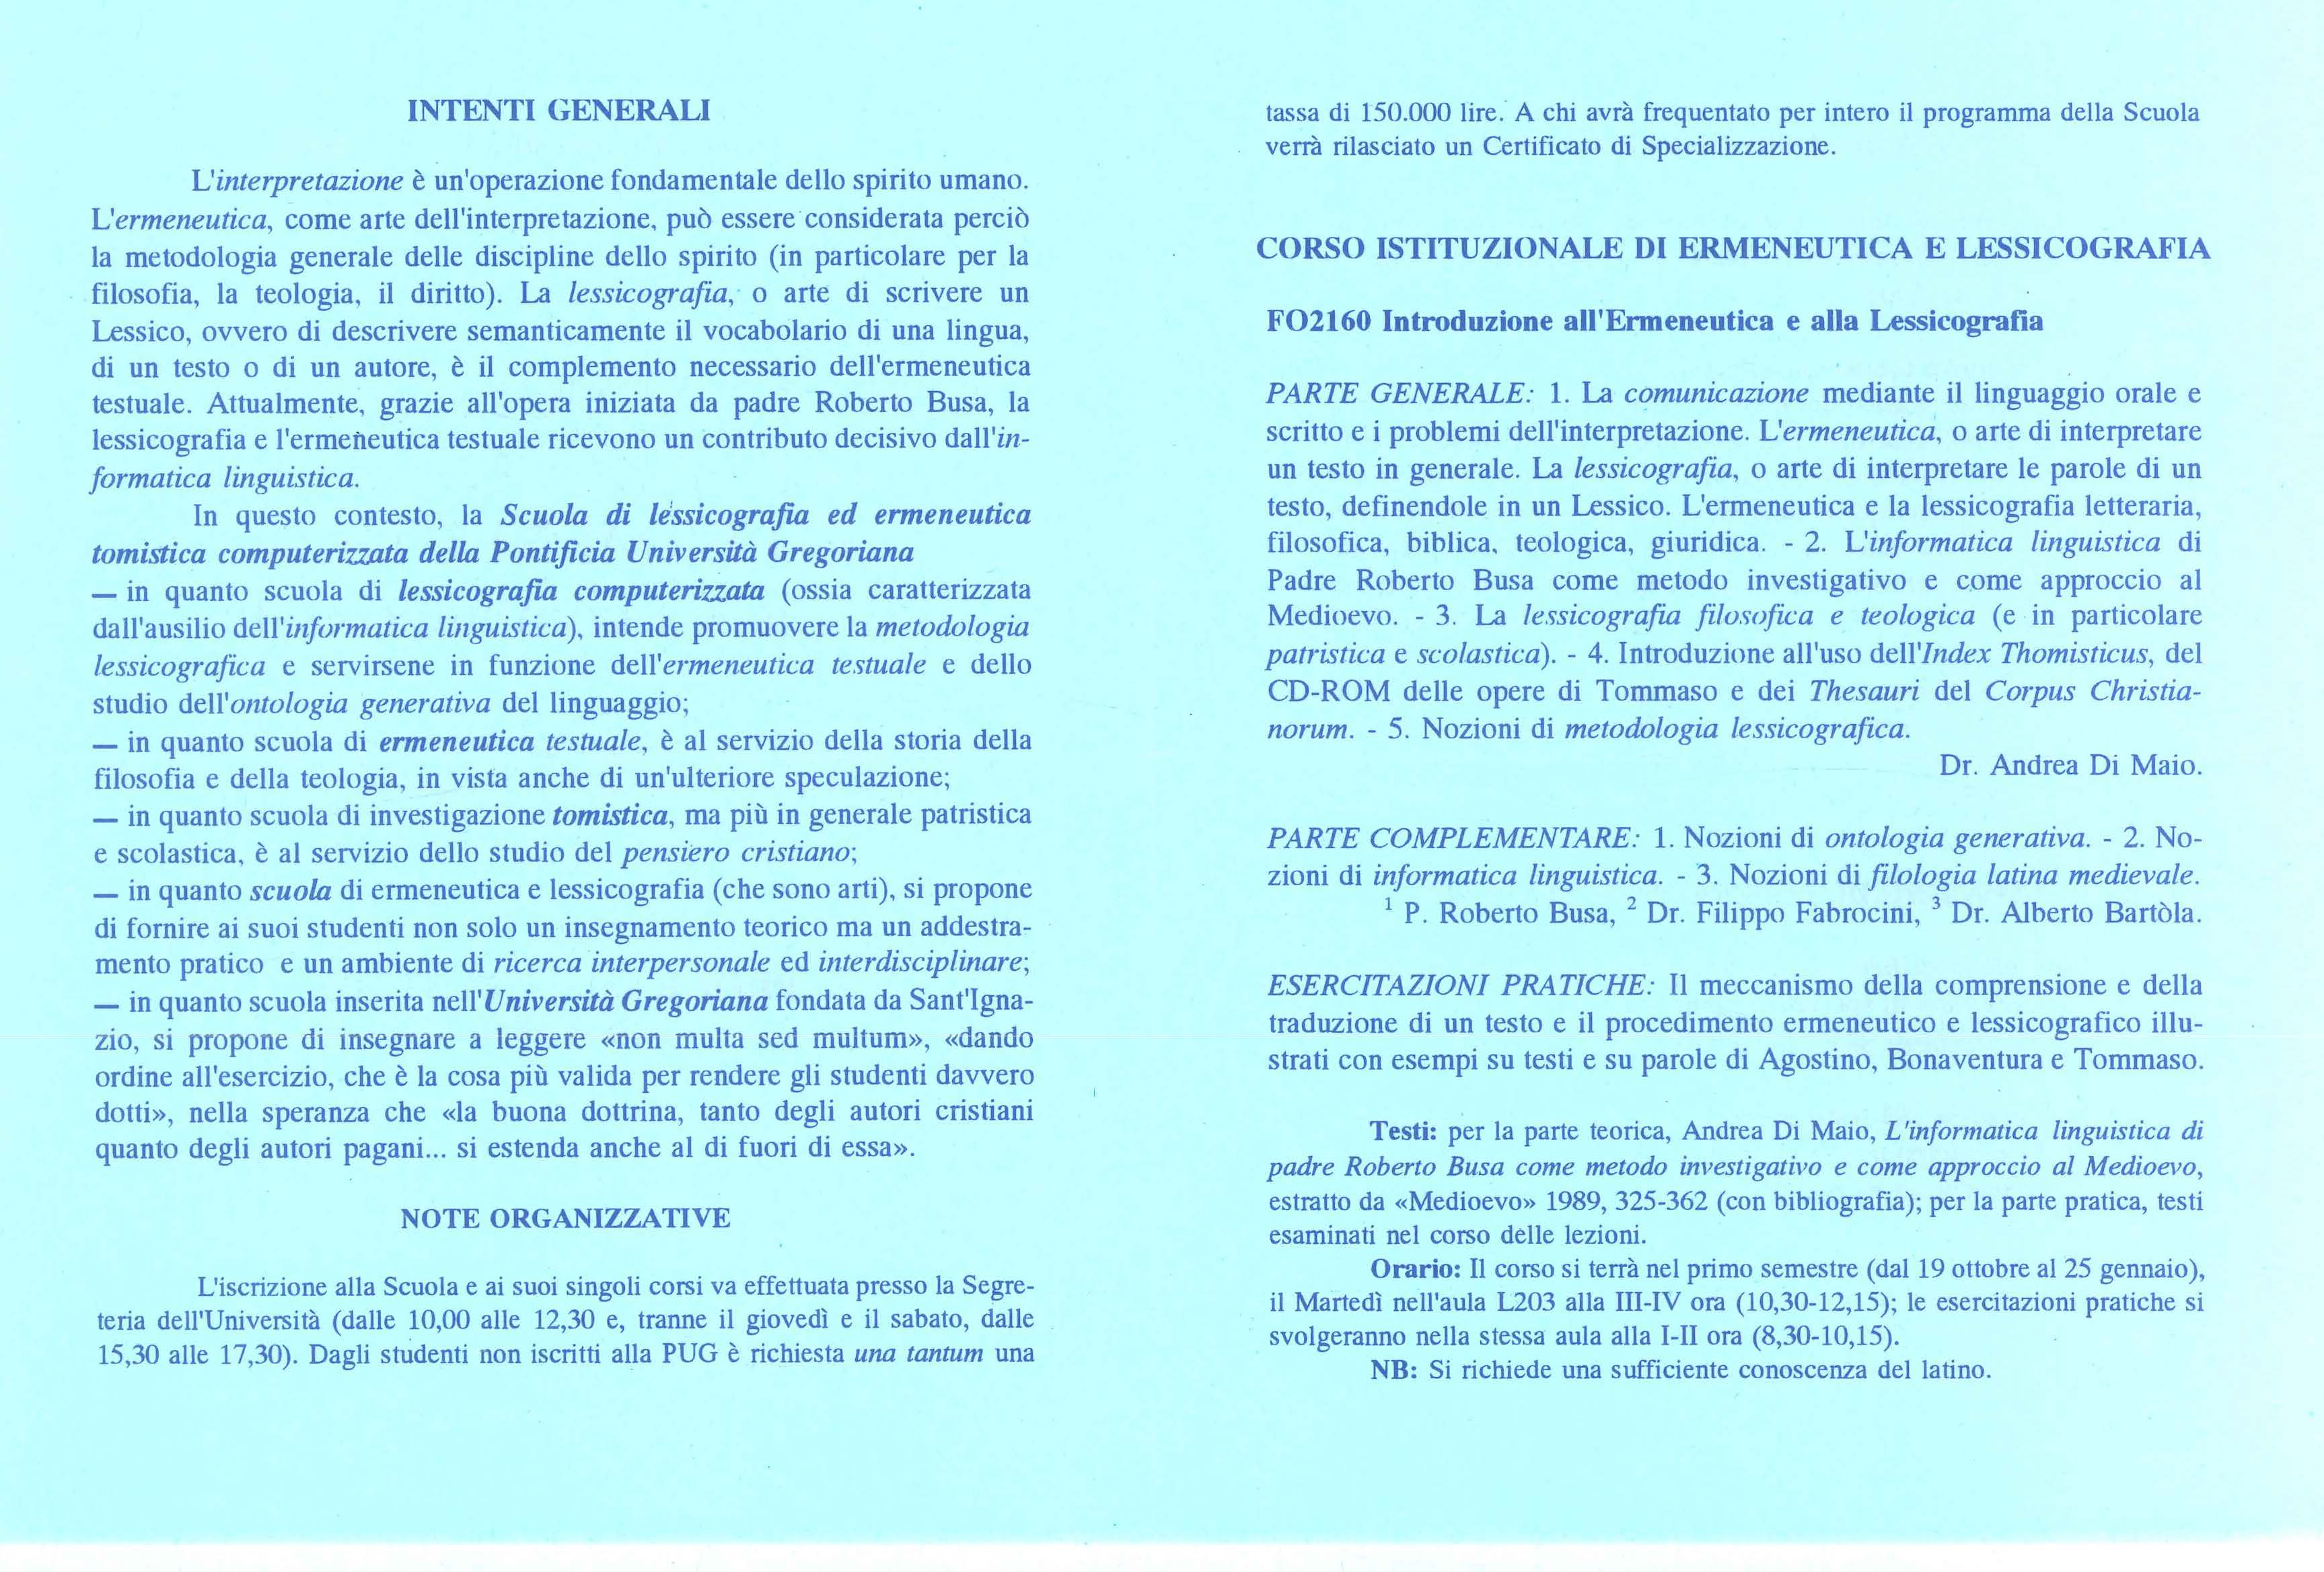 INTENTI GENERALI
L'interpretazione è un'operazione fondamentale dello spirito umano.
L'ermeneutica, come arte dell'interpretazione, può essere considerata perciò
la metodologia generale delle discipline dello spirito (in particolare per la
filosofia, la teologia, il diritto). La lessicografia, o arte di scrivere un
Lessico, ovvero di descrivere semanticamente il vocabolario di una lingua,
di un testo o di un autore, è il complemento necessario dell'ermeneutica
testuale. Attualmente, grazie all'opera iniziata da padre Roberto Busa, la
lessicografia e l'ermeneutica testuale ricevono un contributo decisivo dall'in-
formatica linguistica.
In questo contesto, la Scuola di lessicografia ed ermeneutica
tomistica computerizzata della Pontificia Università Gregoriana
— in quanto scuola di lessicografia computerizzata (ossia caratterizzata
dall'ausilio dell'informatica linguistica), intende promuovere la metodologia
lessicografica e servirsene in funzione dell'ermeneutica testuale e dello
studio dell'ontologia generativa del linguaggio;
— in quanto scuola di ermeneutica testuale, è al servizio della storia della
filosofia e della teologia, in vista anche di un'ulteriore speculazione;
— in quanto scuola di investigazione tomistica, ma più in generale patristica
e scolastica, è al servizio dello studio del pensiero cristiano;
— in quanto scuola di ermeneutica e lessicografia (che sono arti), si propone
di fornire ai suoi studenti non solo un insegnamento teorico ma un addestra-
mento pratico e un ambiente di ricerca interpersonale ed interdisciplinare;
— in quanto scuola inserita nell'Università Gregoriana fondata da Sant'Igna-
zio, si propone di insegnare a leggere «non multa sed multum», «dando
ordine all'esercizio, che è la cosa più valida per rendere gli studenti davvero
dotti», nella speranza che «la buona dottrina, tanto degli autori cristiani
quanto degli autori pagani... si estenda anche al di fuori di essa».
NOTE ORGANIZZATIVE
L'iscrizione alla Scuola e ai suoi singoli corsi va effettuata presso la Segre-
teria dell'Università (dalle 10,00 alle 12,30 e, tranne il giovedì e il sabato, dalle
15,30 alle 17,30). Dagli studenti non iscritti alla PUG è richiesta una tantum una
tassa di 150.000 lire. A chi avrà frequentato per intero il programma della Scuola
verrà rilasciato un Certificato di Specializzazione.
CORSO ISTITUZIONALE DI ERMENEUTICA E LESSICOGRAFIA
FO2160 Introduzione all'Ermeneutica e alla Lessicografia
PARTE GENERALE: 1. La comunicazione mediante il linguaggio orale e
scritto e i problemi dell'interpretazione. L'ermeneutica, o arte di interpretare
un testo in generale. La lessicografia, o arte di interpretare le parole di un
testo, definendole in un Lessico. L'ermeneutica e la lessicografia letteraria,
filosofica, biblica, teologica, giuridica. - 2. L'informatica linguistica di
Padre Roberto Busa come metodo investigativo e come approccio al
Medioevo. - 3. La lessicografia filosofica e teologica (e in particolare
patristica e scolastica). - 4. Introduzione all'uso dell'Index Thomisticus, del
CD-ROM delle opere di Tommaso e dei Thesauri del Corpus Christia-
norum. - 5. Nozioni di metodologia lessicografica.
Dr. Andrea Di Maio.
PARTE COMPLEMENTARE: 1. Nozioni di ontologia generativa. - 2. No-
zioni di informatica linguistica. - 3. Nozioni di filologia latina medievale.
¹ P. Roberto Busa, ² Dr. Filippo Fabrocini, ³ Dr. Alberto Bartòla.
ESERCITAZIONI PRATICHE: Il meccanismo della comprensione e della
traduzione di un testo e il procedimento ermeneutico e lessicografico illu-
strati con esempi su testi e su parole di Agostino, Bonaventura e Tommaso.
Testi: per la parte teorica, Andrea Di Maio, L'informatica linguistica di
padre Roberto Busa come metodo investigativo e come approccio al Medioevo,
estratto da «Medioevo» 1989, 325-362 (con bibliografia); per la parte pratica, testi
esaminati nel corso delle lezioni.
Orario: Il corso si terrà nel primo semestre (dal 19 ottobre al 25 gennaio),
il Martedì nell'aula L203 alla III-IV ora (10,30-12,15); le esercitazioni pratiche si
svolgeranno nella stessa aula alla I-II ora (8,30-10,15).
NB: Si richiede una sufficiente conoscenza del latino.